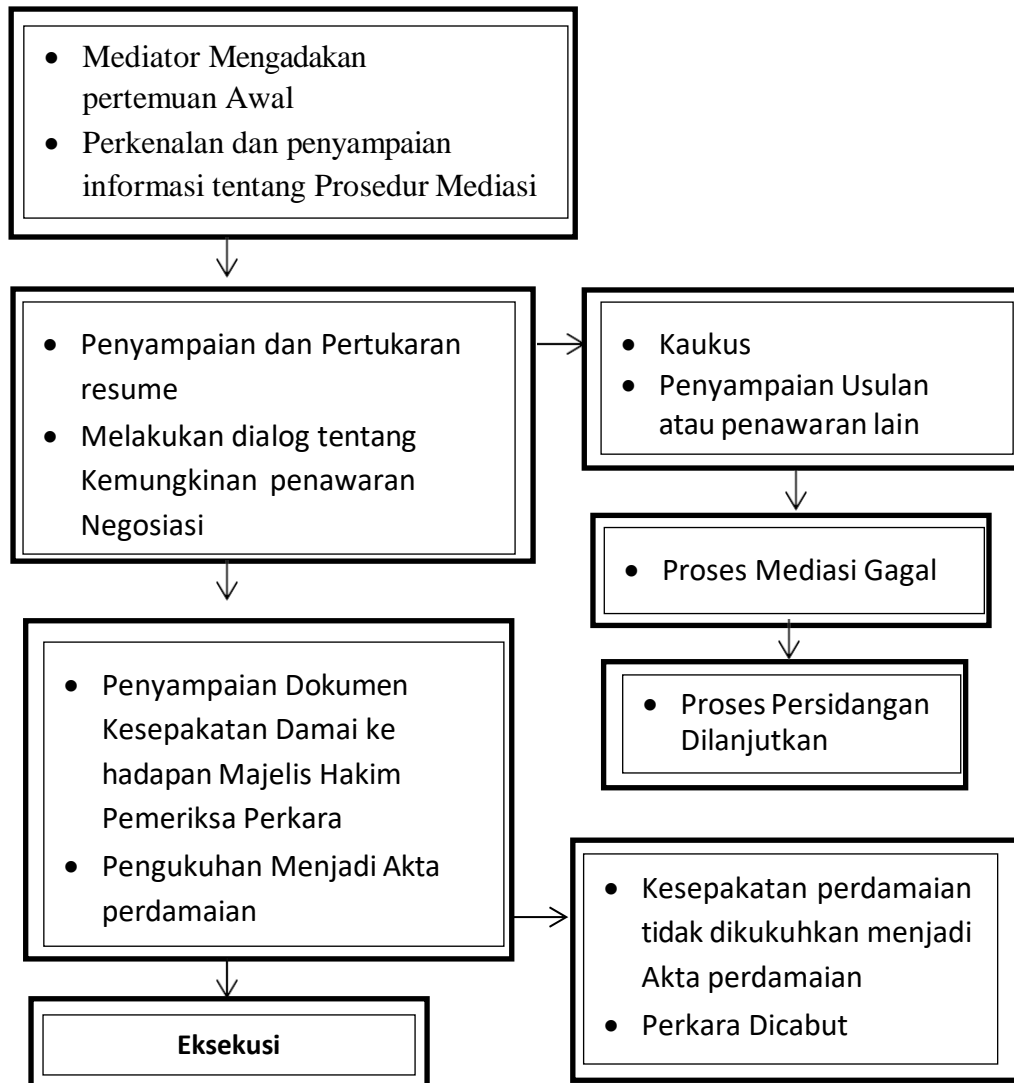 • Mediator Mengadakan
pertemuan Awal
• Perkenalan dan penyampaian
informasi tentang Prosedur Mediasi
• Penyampaian dan Pertukaran
resume
• Melakukan dialog tentang
Kemungkinan penawaran
Negosiasi
• Kaukus
• Penyampaian Usulan
atau penawaran lain
• Proses Mediasi Gagal
• Proses Persidangan
Dilanjutkan
• Penyampaian Dokumen
Kesepakatan Damai ke
hadapan Majelis Hakim
Pemeriksa Perkara
• Pengukuhan Menjadi Akta
perdamaian
• Kesepakatan perdamaian
tidak dikukuhkan menjadi
Akta perdamaian
• Perkara Dicabut
Eksekusi